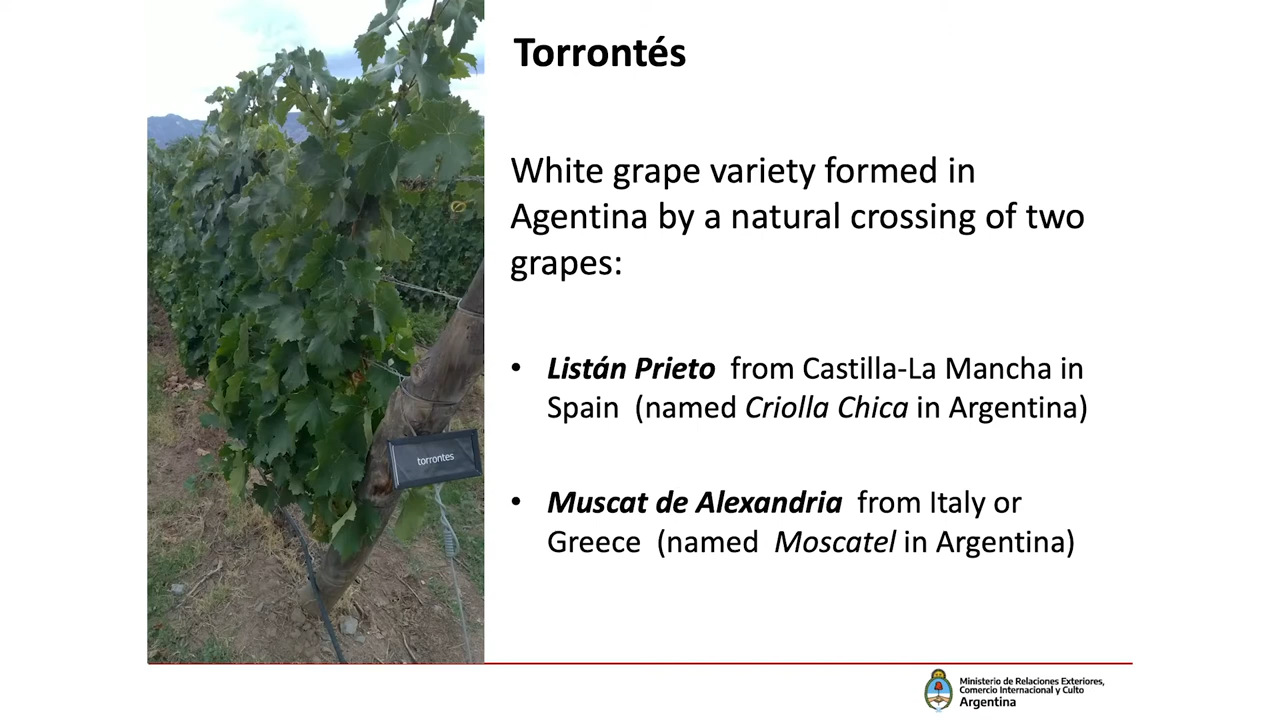 Torrontés
White grape variety formed in
Agentina by a natural crossing of two
grapes:
• Listán Prieto from Castilla-La Mancha in
Spain (named Criolla Chica in Argentina)
torrontes
• Muscat de Alexandria from Italy or
Greece (named Moscatel in Argentina)
Ministerio de Relaciones Exteriores,
Comercio Internacional y Culto
Argentina